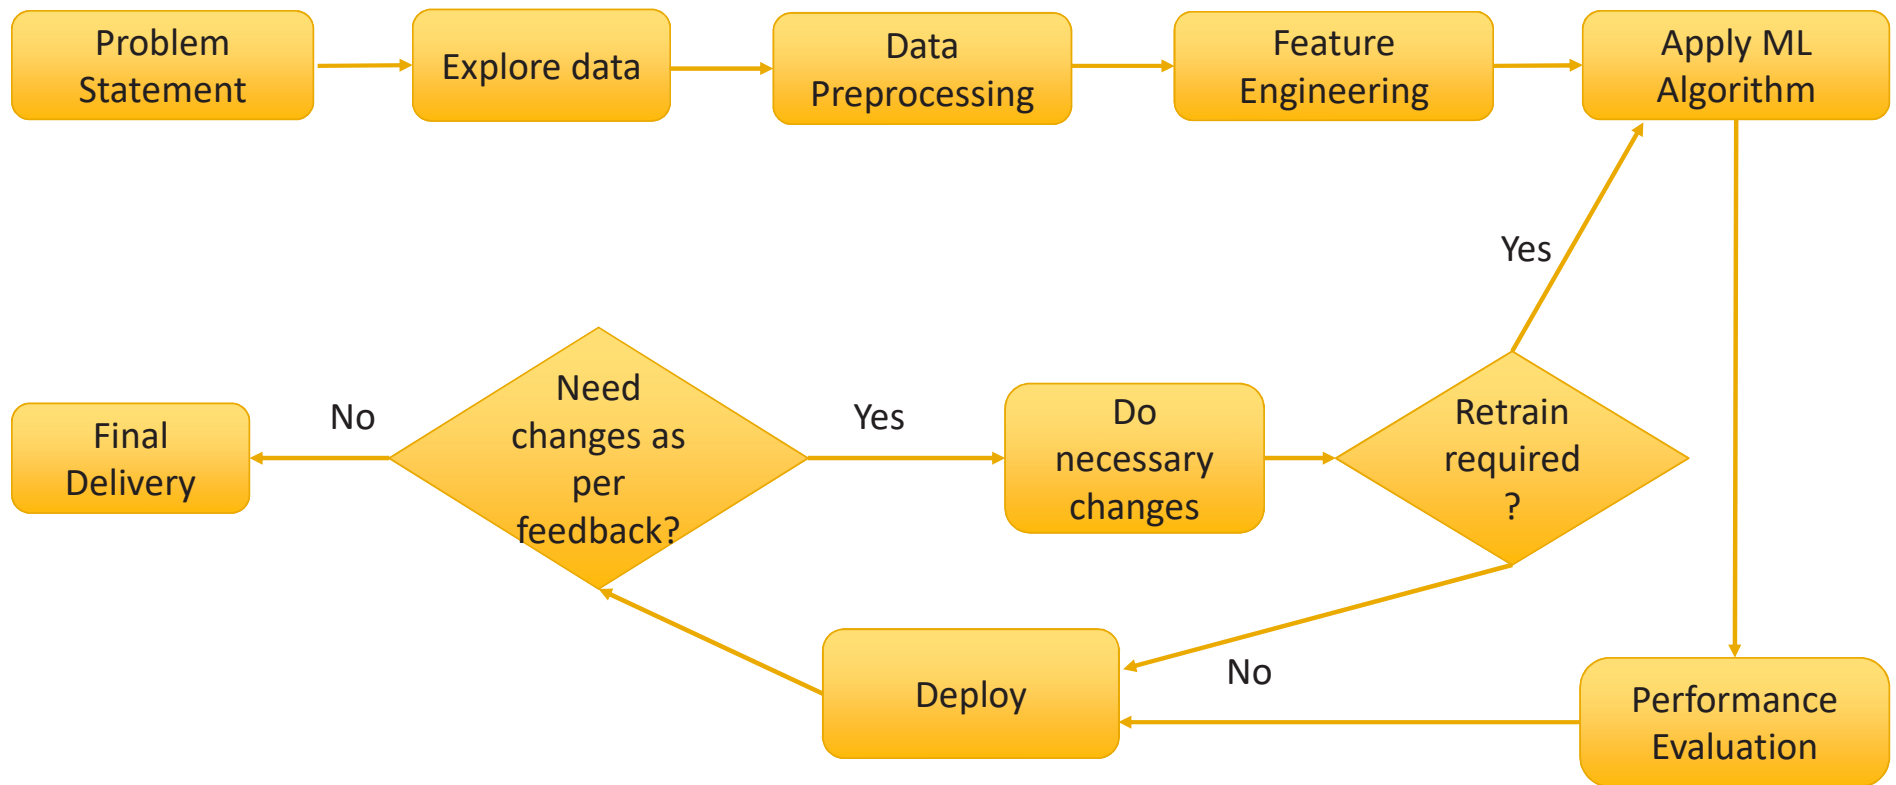 Problem
Statement
Explore data
Data
Preprocessing
Feature
Engineering
Apply ML
Algorithm
Yes
Final
Delivery
No
Need
changes as
per
feedback?
Yes
Do
necessary
changes
Retrain
required
?
No
Deploy
Performance
Evaluation